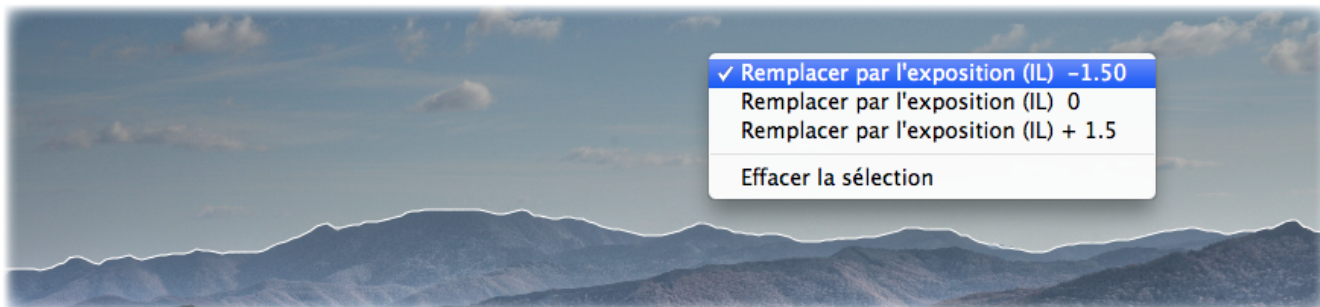 ✓ Remplacer par l'exposition (IL) -1.50
Remplacer par l'exposition (IL) 0
Remplacer par l'exposition (IL) + 1.5
Effacer la sélection